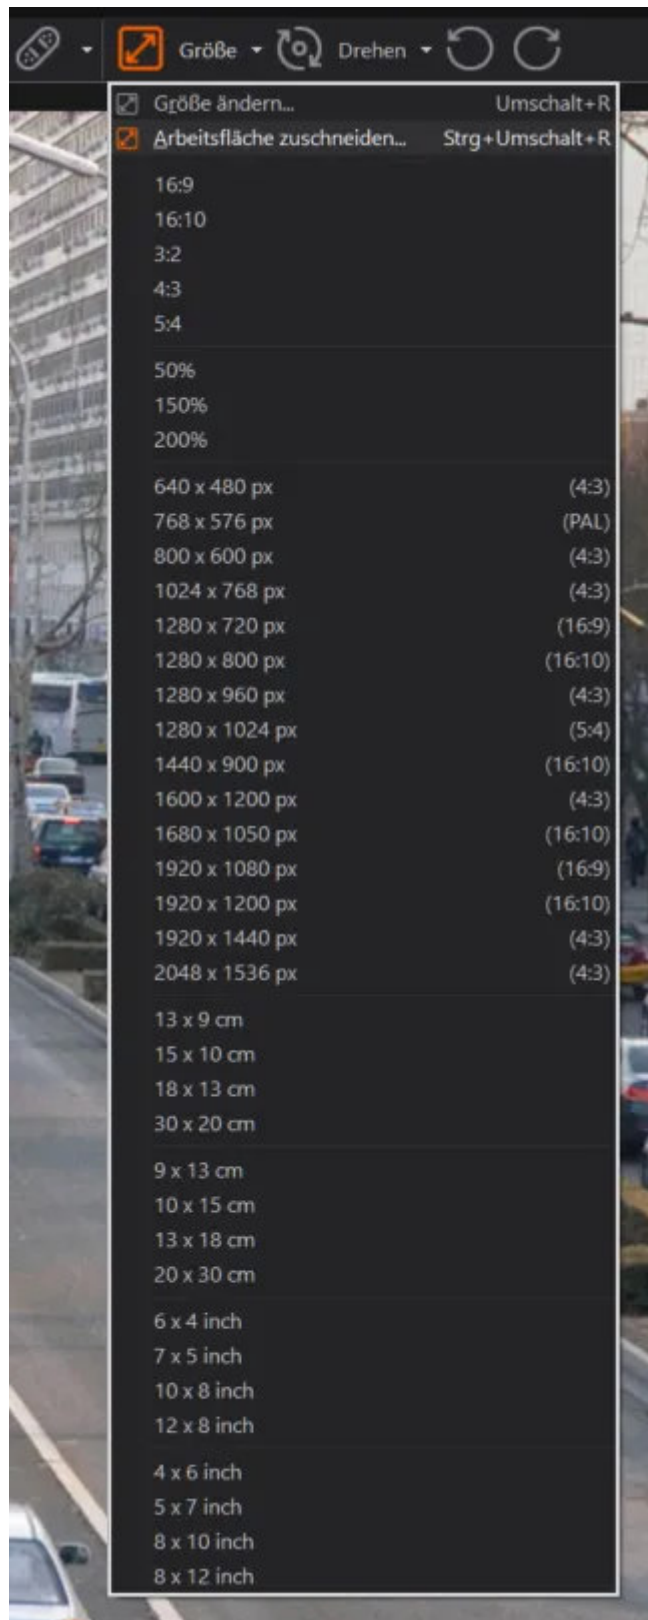 Größe Drehen
Größe ändern... Umschalt+R
Arbeitsfläche zuschneiden... Strg+Umschalt+R
16:9
16:10
3:2
4:3
5:4
50%
150%
200%
640 x 480 px (4:3)
768 x 576 px (PAL)
800 x 600 px (4:3)
1024 x 768 px (4:3)
1280 x 720 px (16:9)
1280 x 800 px (16:10)
1280 x 960 px (4:3)
1280 x 1024 px (5:4)
1440 x 900 px (16:10)
1600 x 1200 px (4:3)
1680 x 1050 px (16:10)
1920 x 1080 px (16:9)
1920 x 1200 px (16:10)
1920 x 1440 px (4:3)
2048 x 1536 px (4:3)
13 x 9 cm
15 x 10 cm
18 x 13 cm
30 x 20 cm
9 x 13 cm
10 x 15 cm
13 x 18 cm
20 x 30 cm
6 x 4 inch
7 x 5 inch
10 x 8 inch
12 x 8 inch
4 x 6 inch
5 x 7 inch
8 x 10 inch
8 x 12 inch